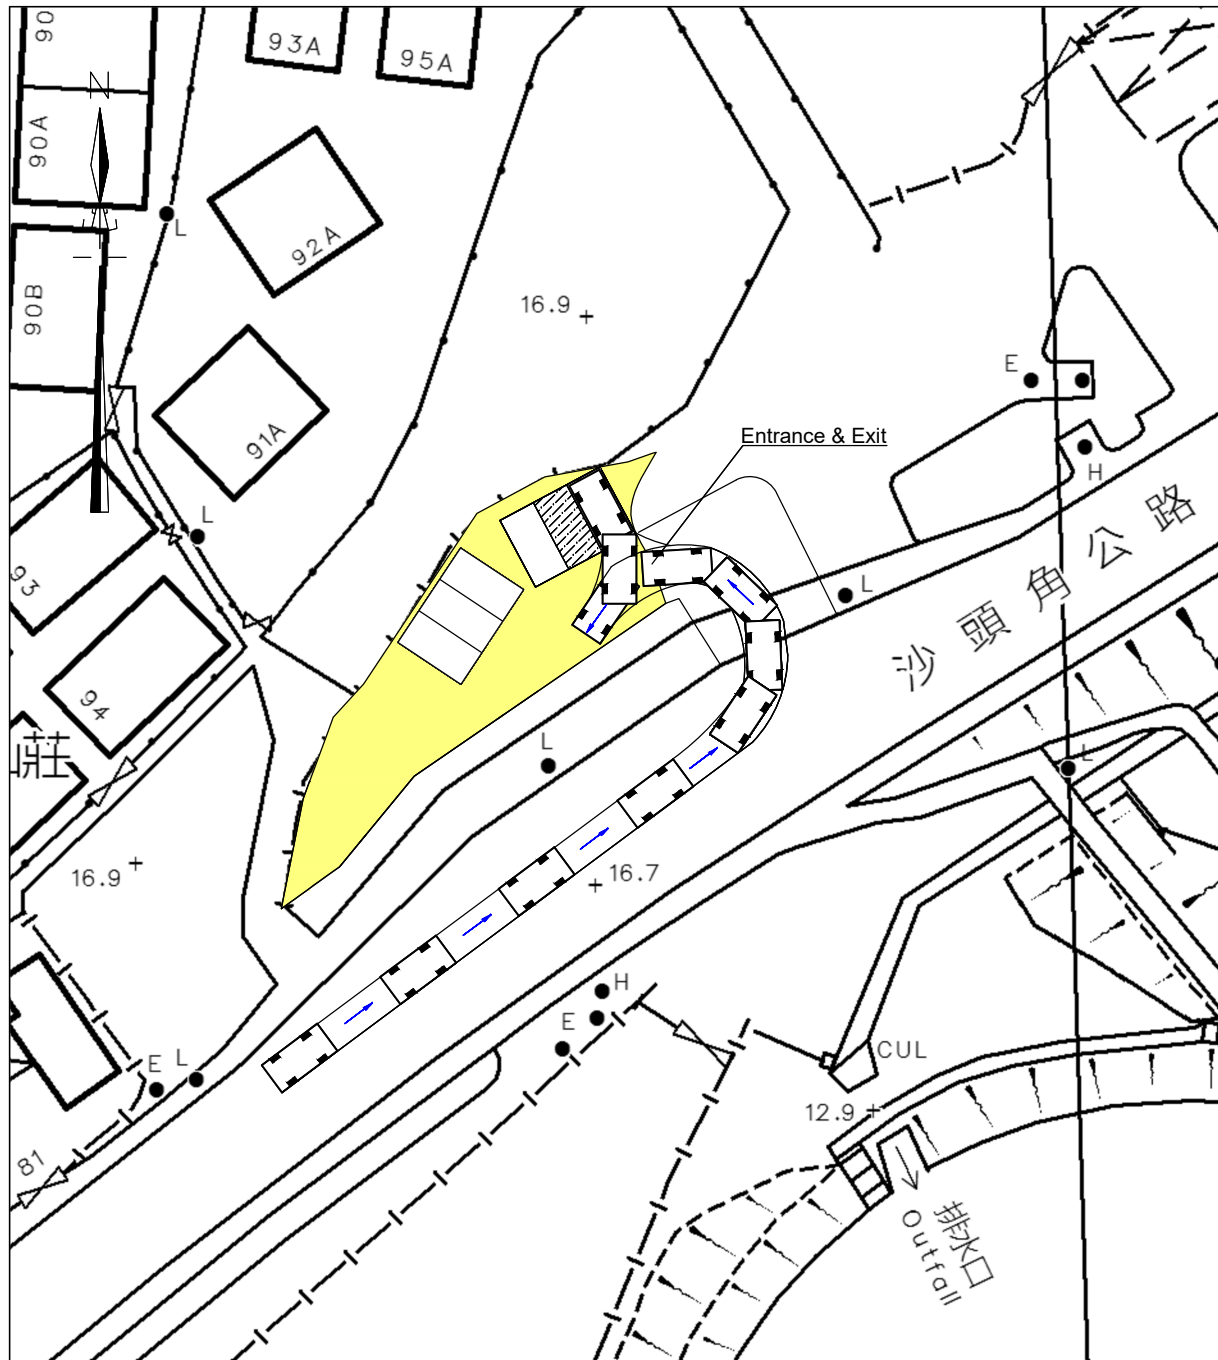 90
93A
95A
90A
N
L
92A
90B
16.9
E
91A
Entrance & Exit
H
L
沙頭角公路
93
L
94
莊
L
L
16.9
16.7
H
E
E
L
CUL
12.9
81
排水口
Outfall